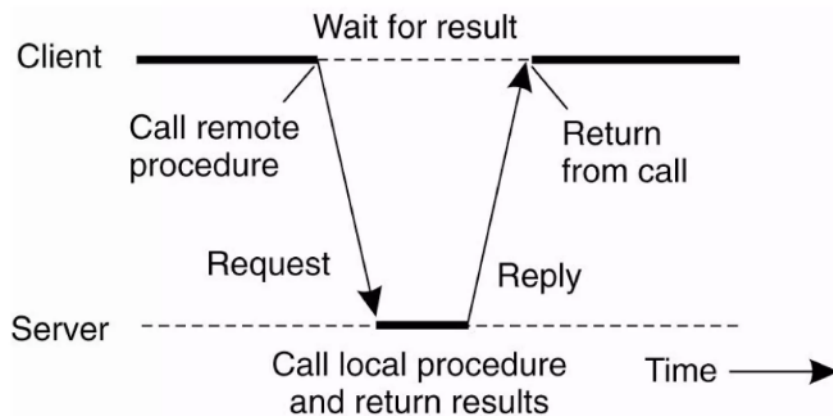 Wait for result
Client
Call remote
procedure
Return
from call
Request
Reply
Server
Call local procedure
and return results
Time